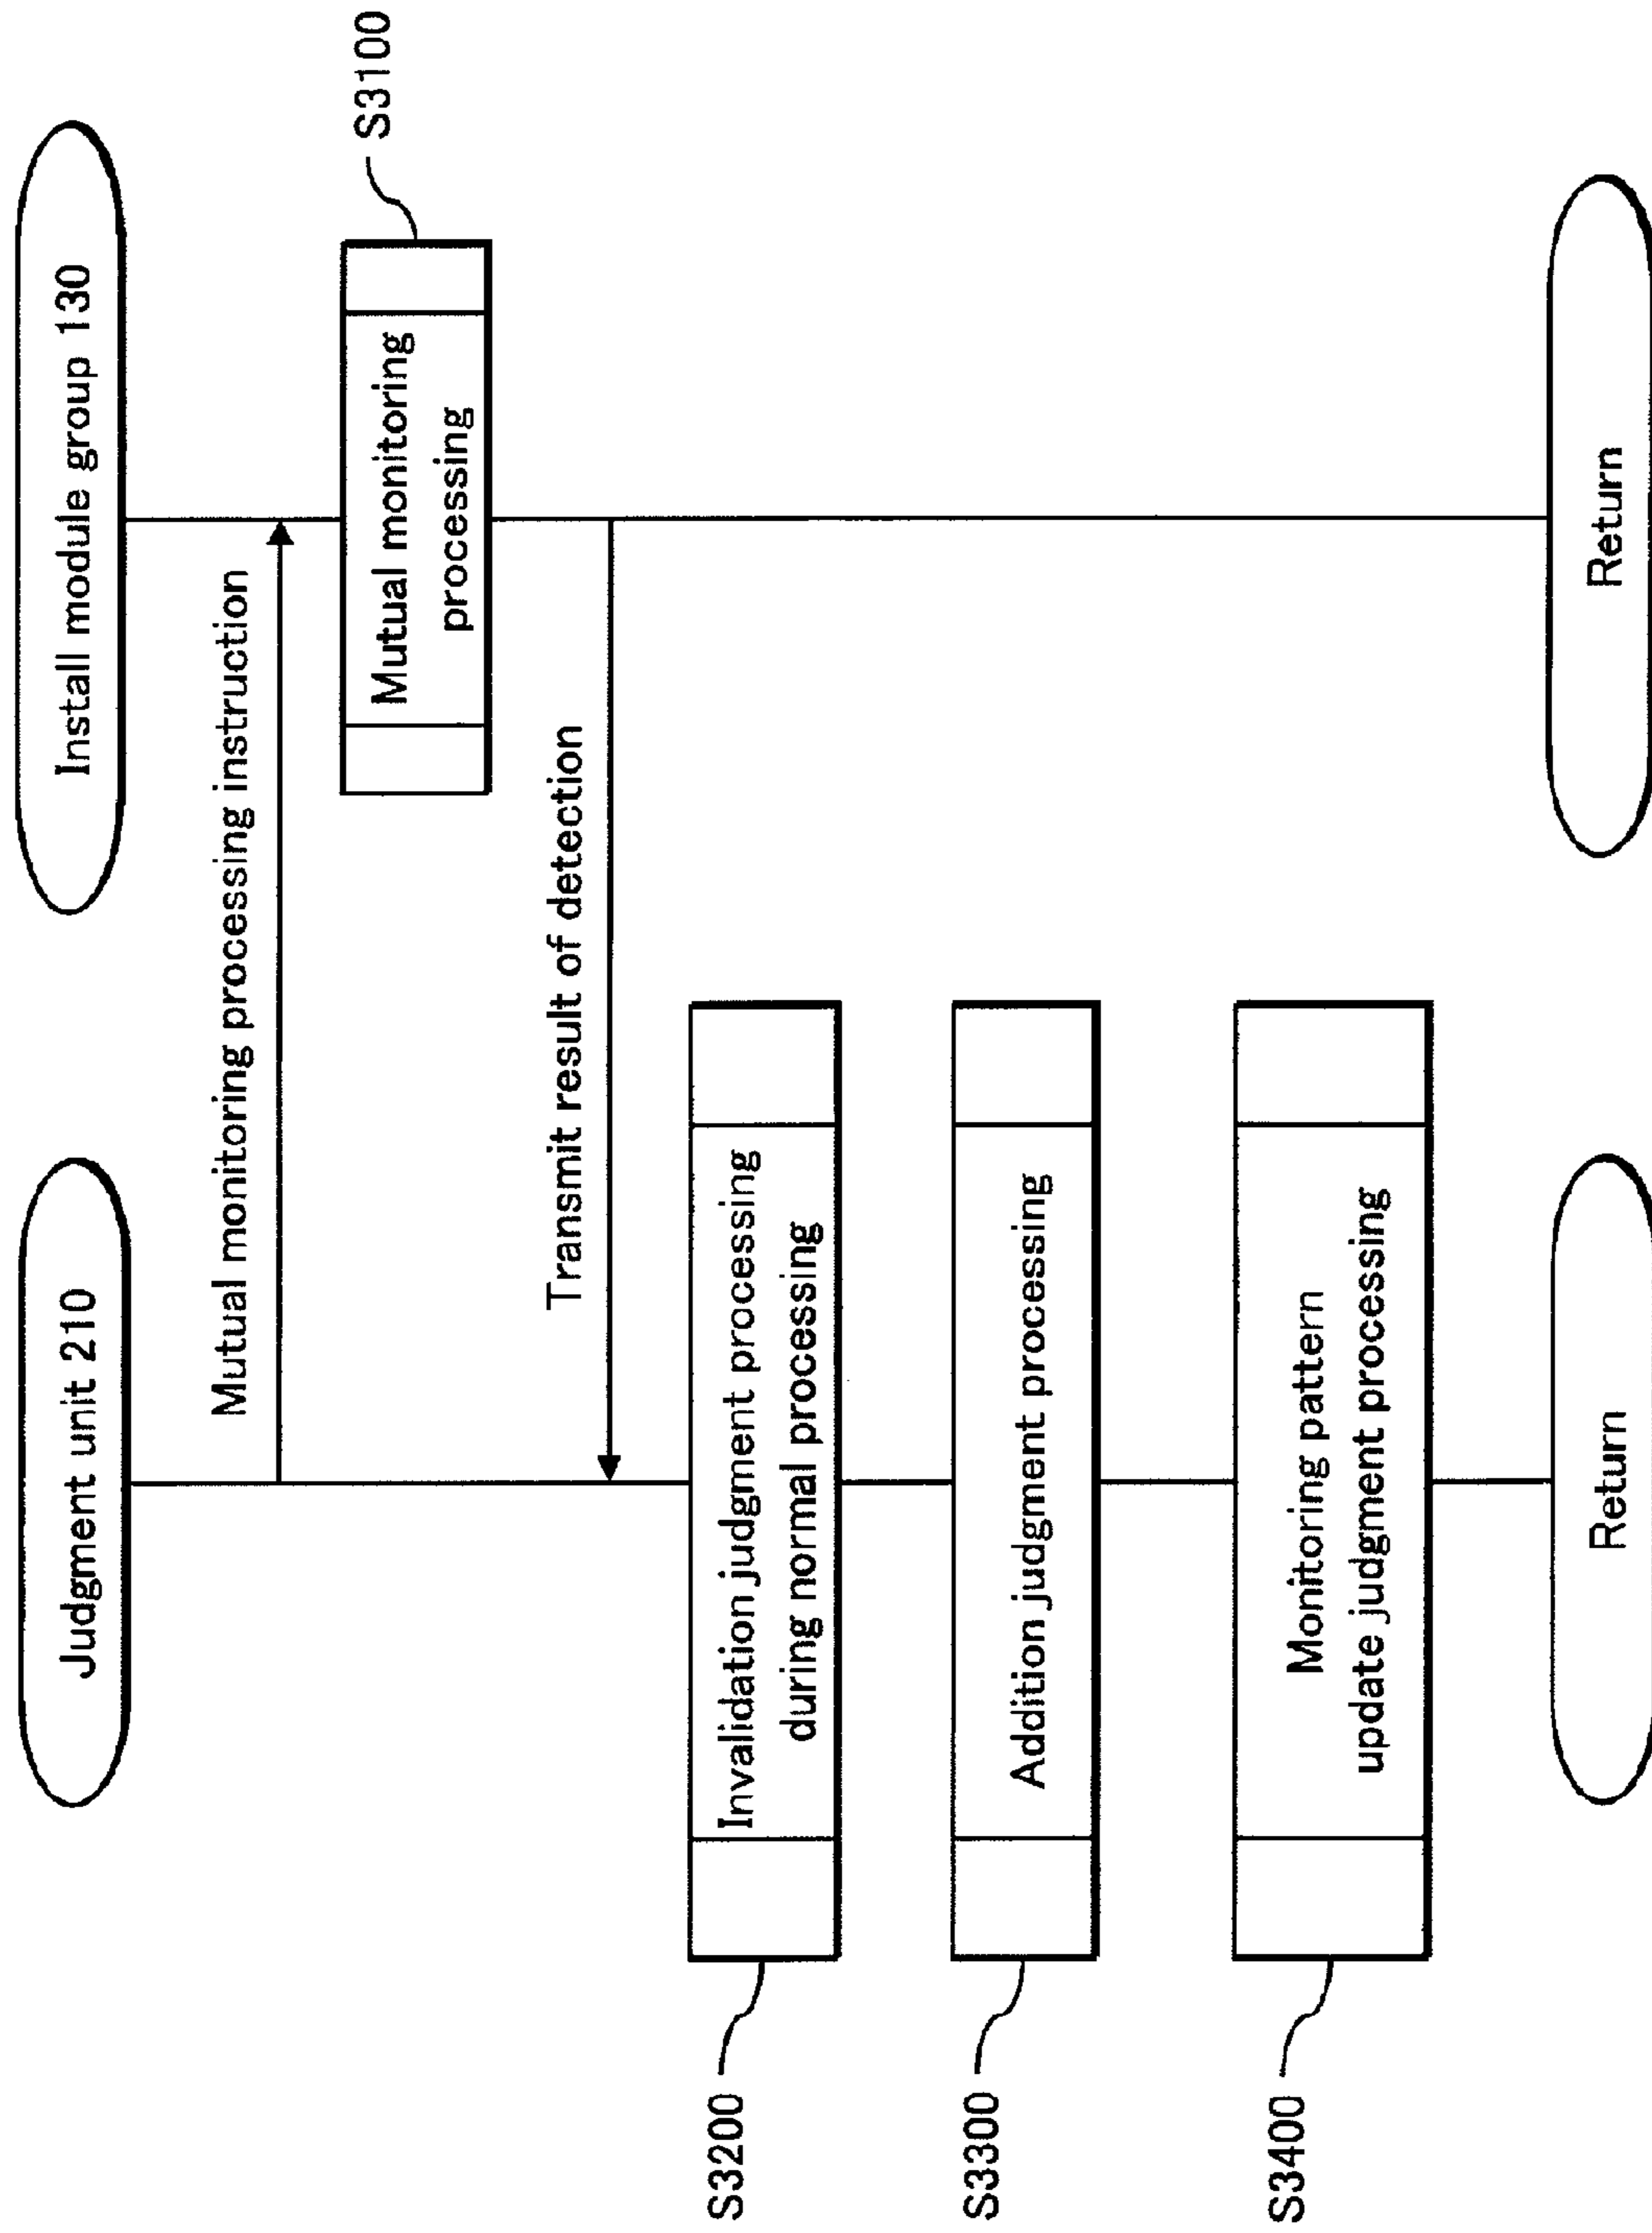 Judgment unit 210
Install module group 130
Mutual monitoring processing instruction
Mutual monitoring
processing
S3100
Transmit result of detection
S3200
Invalidation judgment processing
during normal processing
S3300
Addition judgment processing
S3400
Monitoring pattern
update judgment processing
Return
Return